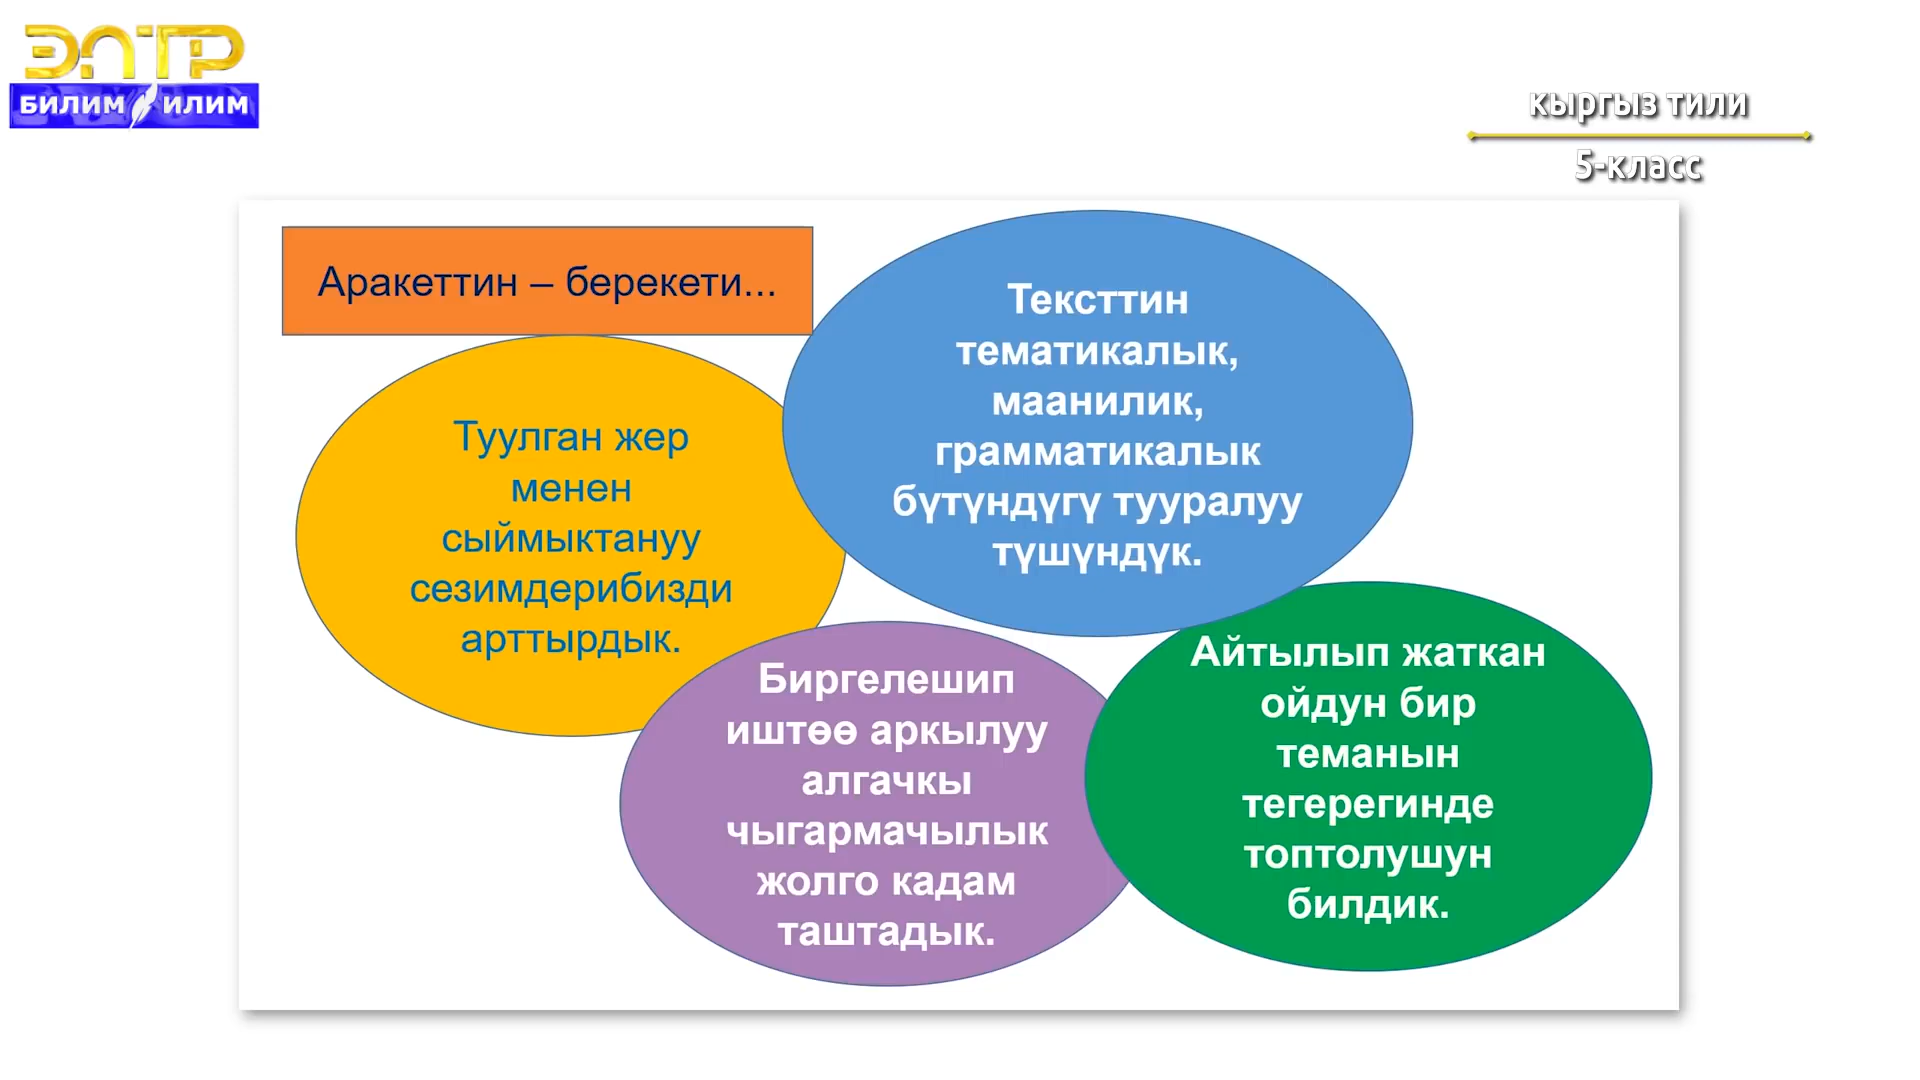 ЭЛТР
БИЛИМ ИЛИМ
кыргыз тили
5-класс
Аракеттин – берекети...
Тексттин
тематикалык,
маанилик,
грамматикалык
бүтүндүгү тууралуу
түшүндүк.
Туулган жер
менен
сыймыктануу
сезимдерибизди
арттырдык.
Биргелешип
иштөө аркылуу
алгачкы
чыгармачылык
жолго кадам
таштадык.
Айтылып жаткан
ойдун бир
теманын
тегерегинде
топтолушун
билдик.